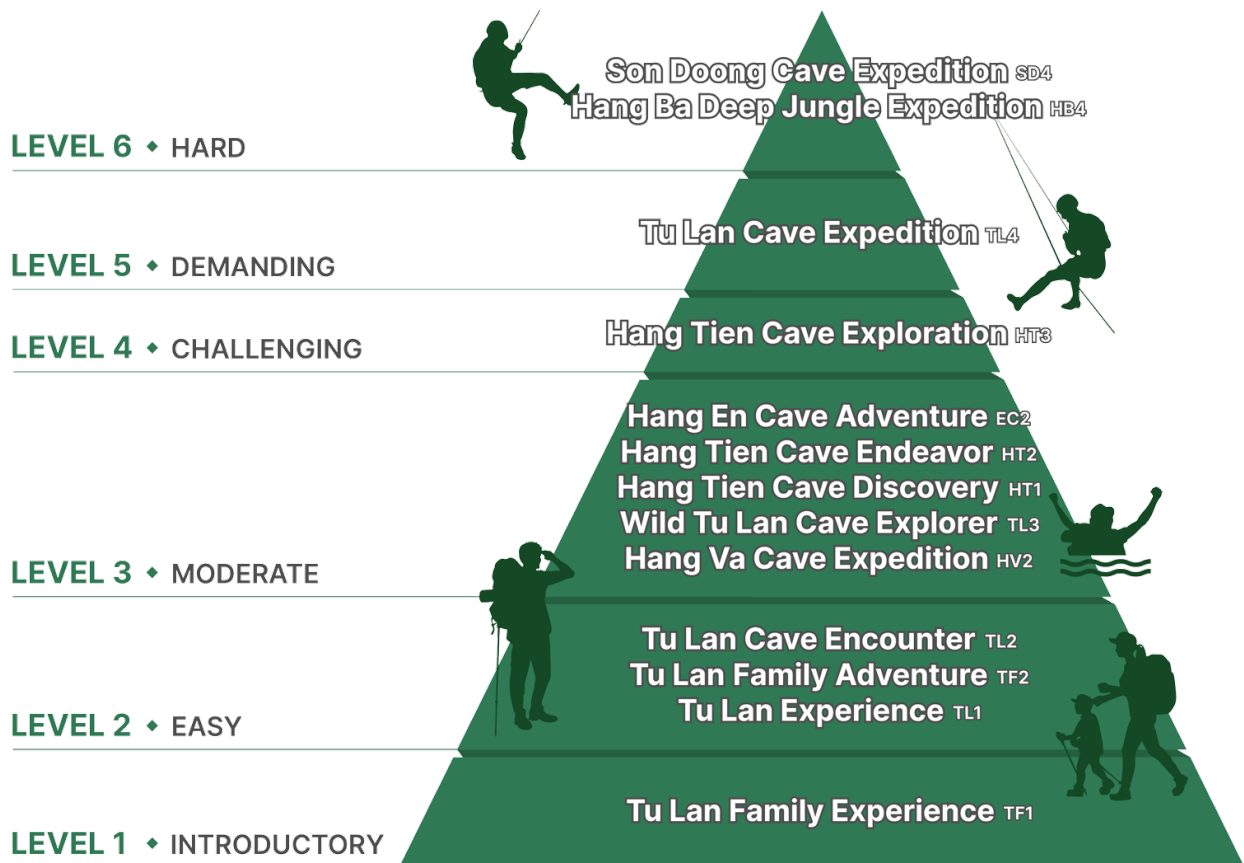 Son Doong Cave Expedition SD4
Hang Ba Deep Jungle Expedition HB4
LEVEL 6 ◆ HARD
Tu Lan Cave Expedition TL4
LEVEL 5 ◆ DEMANDING
Hang Tien Cave Exploration HT3
LEVEL 4 ◆ CHALLENGING
Hang En Cave Adventure EC2
Hang Tien Cave Endeavor HT2
Hang Tien Cave Discovery HT1
Wild Tu Lan Cave Explorer TL3
Hang Va Cave Expedition HV2
LEVEL 3 ◆ MODERATE
Tu Lan Cave Encounter TL2
Tu Lan Family Adventure TF2
Tu Lan Experience TL1
LEVEL 2 ◆ EASY
Tu Lan Family Experience TF1
LEVEL 1 ◆ INTRODUCTORY